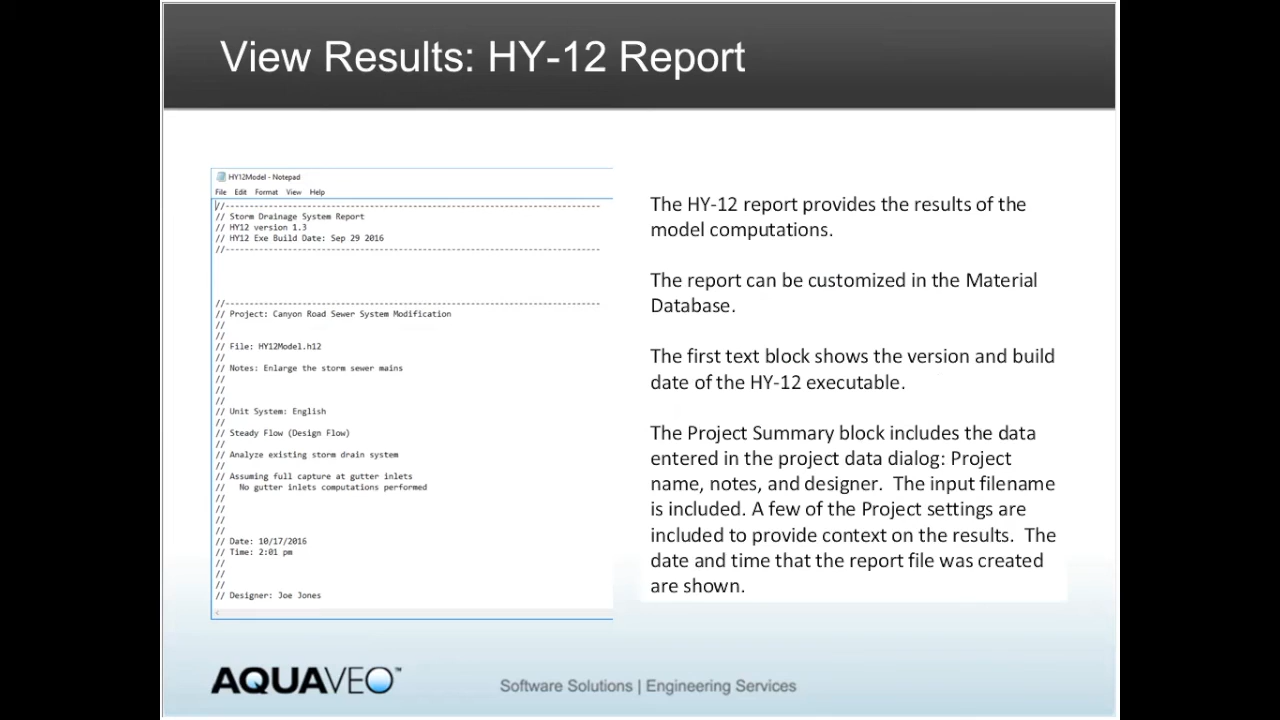 View Results: HY-12 Report
HY12Model - Notepad
File Edit Format View Help
//----------------------------------------------------------------------------
// Storm Drainage System Report
// HY12 version 1.3
// HY12 Exe Build Date: Sep 29 2016
//----------------------------------------------------------------------------
//----------------------------------------------------------------------------
// Project: Canyon Road Sewer System Modification
//
//
// File: HY12Model.h12
//
// Notes: Enlarge the storm sewer mains
//
//
//
// Unit System: English
//
// Steady Flow (Design Flow)
//
// Analyze existing storm drain system
//
// Assuming full capture at gutter inlets
// No gutter inlets computations performed
//
//
//
//
// Date: 10/17/2016
// Time: 2:01 pm
//
//
//
// Designer: Joe Jones
The HY-12 report provides the results of the
model computations.
The report can be customized in the Material
Database.
The first text block shows the version and build
date of the HY-12 executable.
The Project Summary block includes the data
entered in the project data dialog: Project
name, notes, and designer. The input filename
is included. A few of the Project settings are
included to provide context on the results. The
date and time that the report file was created
are shown.
AQUAVEO™
Software Solutions | Engineering Services